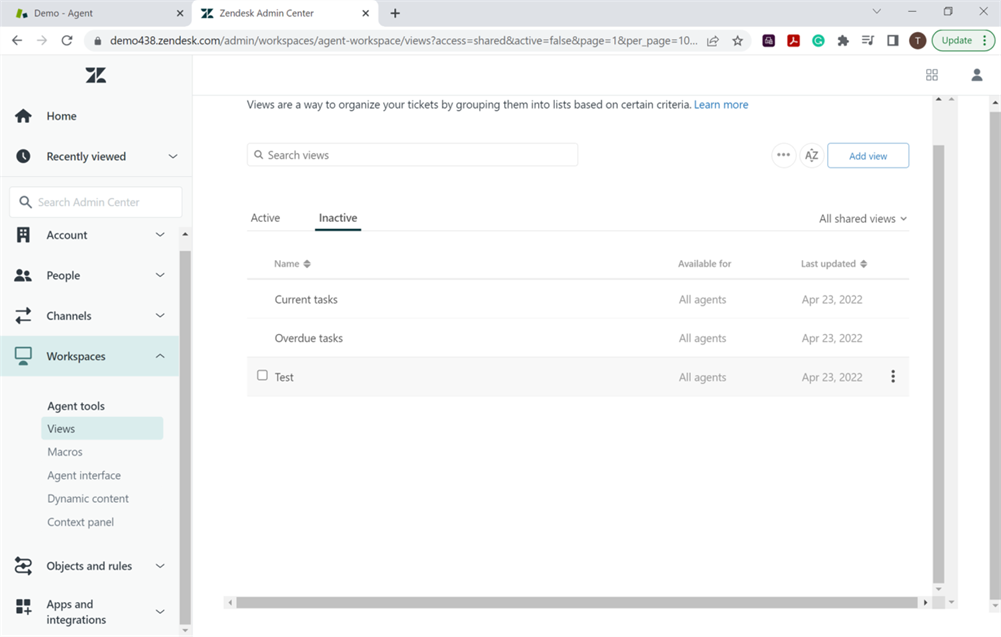 Demo - Agent
Zendesk Admin Center
demo438.zendesk.com/admin/workspaces/agent-workspace/views?access=shared&active=false&page=1&per_page=10...
T
Update
Home
Recently viewed
Search Admin Center
Account
People
Channels
Workspaces
Agent tools
Views
Macros
Agent interface
Dynamic content
Context panel
Objects and rules
Apps and
integrations
Views are a way to organize your tickets by grouping them into lists based on certain criteria. Learn more
Search views
AZ
Add view
Active Inactive All shared views
Name Available for Last updated
Current tasks All agents Apr 23, 2022
Overdue tasks All agents Apr 23, 2022
Test All agents Apr 23, 2022